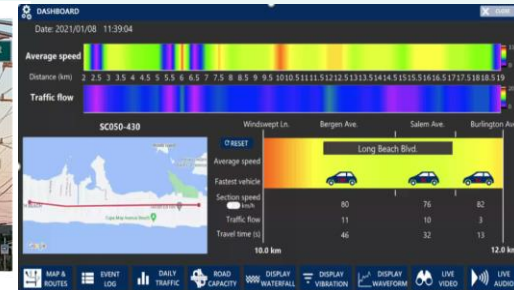 DASHBOARD
CLOSE
Date: 2021/01/08 11:39:04
Average speed
Distance (km) 2 2.5 3 3.5 4 4.5 5 5.5 6 6.5 7 7.5 8 8.5 9 9.5 10 10.5 11 11.5 12 12.5 13 13.5 14 14.5 15 15.5 16 16.5 17 17.5 18 18.5 19
Traffic flow
SC050-430
Windswept Ln. Bergen Ave. Salem Ave. Burlington Av
RESET
Long Beach Blvd.
Average speed
Fastest vehicle
Section speed 80 76 82
km/h
Traffic flow 11 10 3
Travel time (s) 46 32 13
10.0 km 12.0 k
MAP & ROUTES
EVENT LOG
DAILY TRAFFIC
ROAD CAPACITY
DISPLAY WATERFALL
DISPLAY VIBRATION
DISPLAY WAVEFORM
LIVE VIDEO
LIVE AUDIO